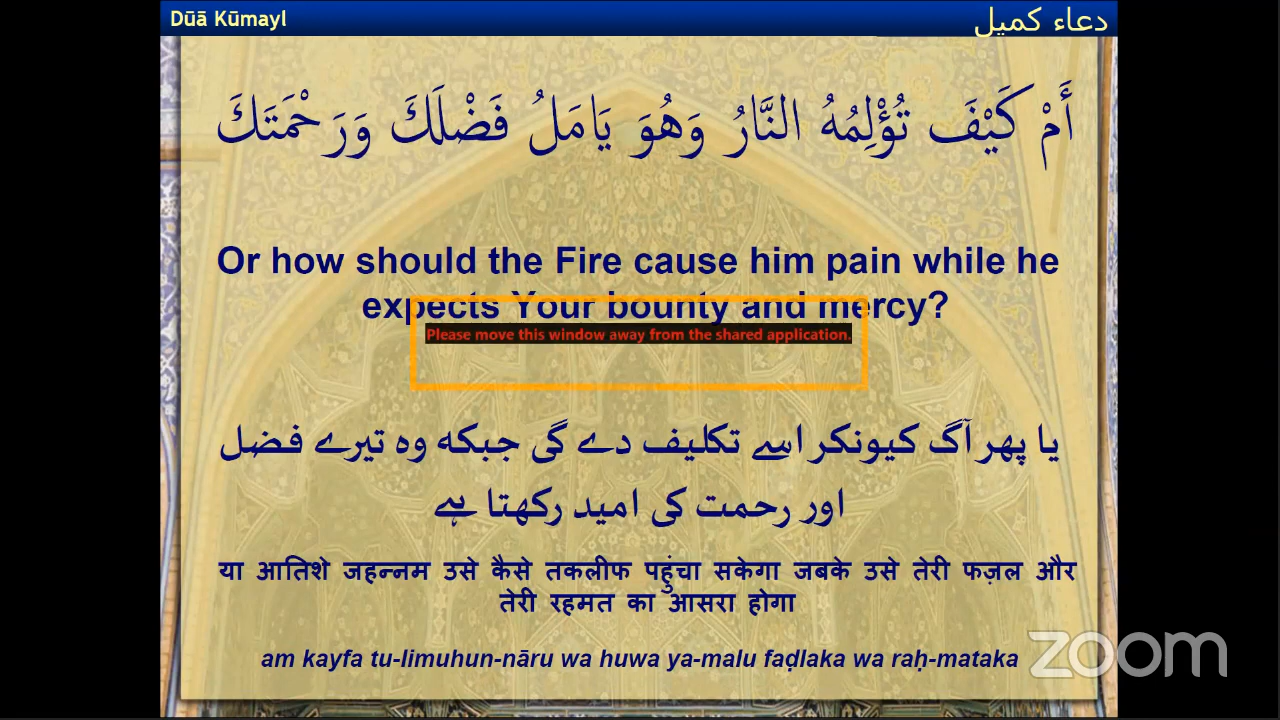 Dūā Kūmayl
دعاء كميل
أَمْ كَيْفَ تُؤْلِمُهُ النَّارُ وَهُوَ يَامَلُ فَضْلَكَ وَرَحْمَتَكَ
Or how should the Fire cause him pain while he
expects Your bounty and mercy?
Please move this window away from the shared application.
یا پھر آگ کیونکر اسے تکلیف دے گی جبکہ وہ تیرے فضل
اور رحمت کی امید رکھتا ہے
या आतिशे जहन्नम उसे कैसे तकलीफ पहुंचा सकेगा जबके उसे तेरी फज़ल और
तेरी रहमत का आसरा होगा
am kayfa tu-limuhun-nāru wa huwa ya-malu faḍlaka wa raḥ-mataka
zoom